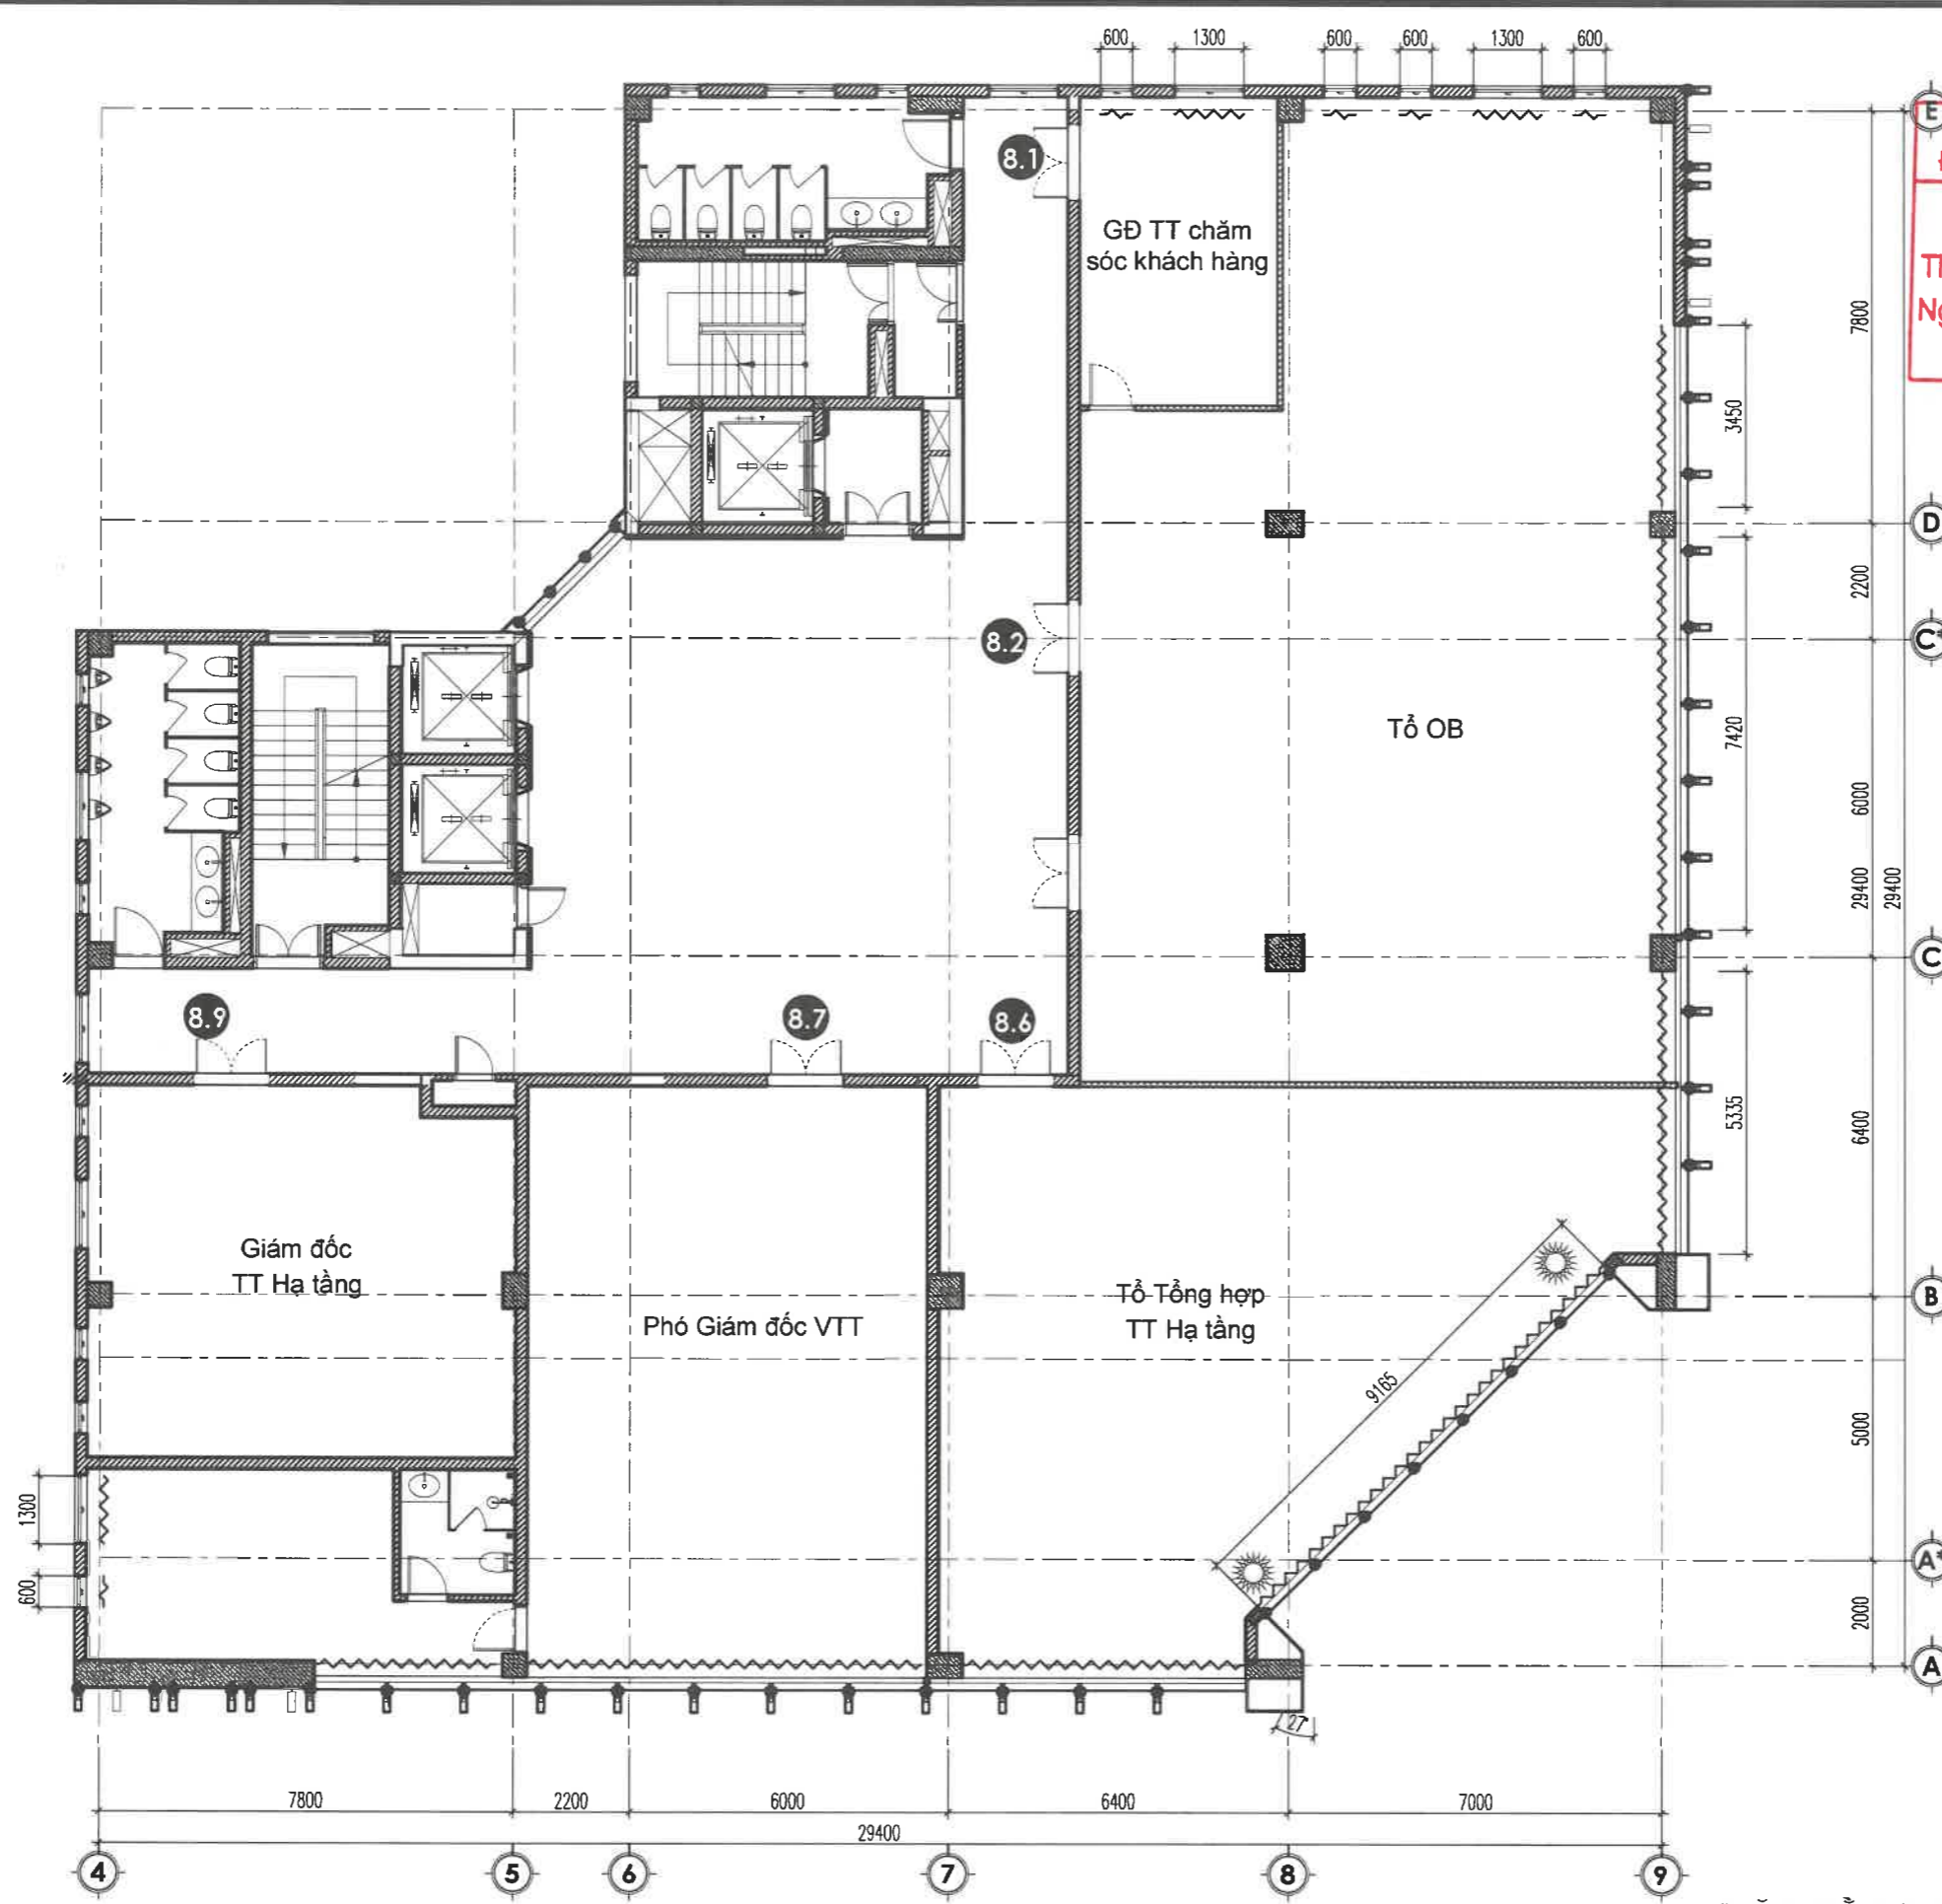 600
1300
600
600
1300
600
E
8.1
GĐ TT chăm
sóc khách hàng
Ng
7800
3450
D
2200
8.2
C*
Tổ OB
7420
6000
29400
29400
C
8.9
8.7
8.6
5335
6400
Giám đốc
TT Hạ tầng
Phó Giám đốc VTT
Tổ Tổng hợp
TT Hạ tầng
B
9165
5000
1300
600
A*
2000
A
27°
7800
2200
6000
6400
7000
29400
4
5
6
7
8
9